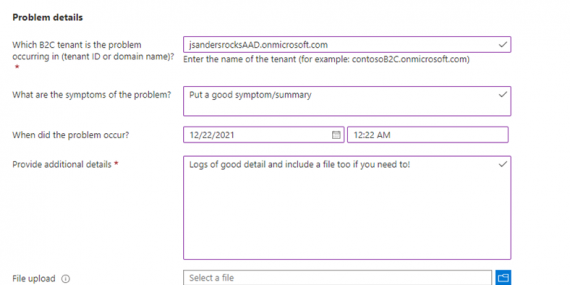 Problem details
Which B2C tenant is the problem
occurring in (tenant ID or domain name)?
*
jsandersrocksAAD.onmicrosoft.com
Enter the name of the tenant (for example: contosoB2C.onmicrosoft.com)
What are the symptoms of the problem?
Put a good symptom/summary
When did the problem occur?
12/22/2021
12:22 AM
Provide additional details *
Logs of good detail and include a file too if you need to!
File upload
Select a file